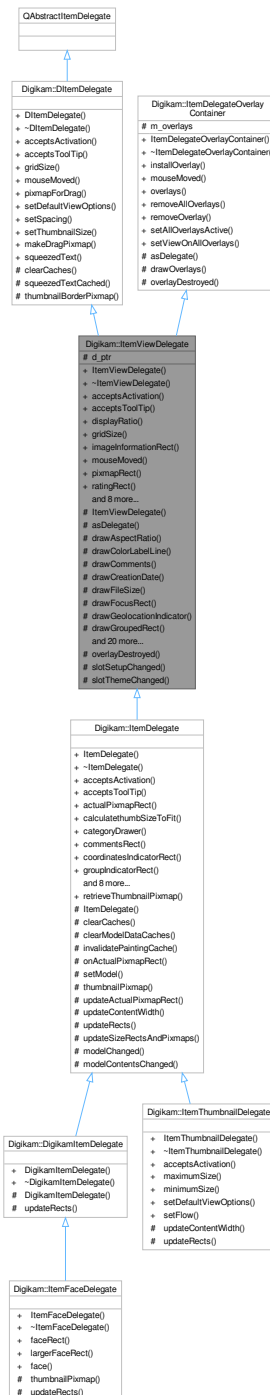 QAbstractItemDelegate
Digikam::DItemDelegate
+ DItemDelegate()
+ ~DItemDelegate()
+ acceptsActivation()
+ acceptsToolTip()
+ gridSize()
+ mouseMoved()
+ pixmapForDrag()
+ setDefaultViewOptions()
+ setSpacing()
+ setThumbnailSize()
+ makeDragPixmap()
+ squeezedText()
# clearCaches()
# squeezedTextCached()
# thumbnailBorderPixmap()
Digikam::ItemDelegateOverlay
Container
# m_overlays
+ ItemDelegateOverlayContainer()
+ ~ItemDelegateOverlayContainer()
+ installOverlay()
+ mouseMoved()
+ overlays()
+ removeAllOverlays()
+ removeOverlay()
+ setAllOverlaysActive()
+ setViewOnAllOverlays()
# asDelegate()
# drawOverlays()
# overlayDestroyed()
Digikam::ItemViewDelegate
# d_ptr
+ ItemViewDelegate()
+ ~ItemViewDelegate()
+ acceptsActivation()
+ acceptsToolTip()
+ displayRatio()
+ gridSize()
+ imageInformationRect()
+ mouseMoved()
+ pixmapRect()
+ ratingRect()
and 8 more...
# ItemViewDelegate()
# asDelegate()
# drawAspectRatio()
# drawColorLabelLine()
# drawComments()
# drawCreationDate()
# drawFileSize()
# drawFocusRect()
# drawGeolocationIndicator()
# drawGroupedRect()
and 20 more...
# overlayDestroyed()
# slotSetupChanged()
# slotThemeChanged()
Digikam::ItemDelegate
+ ItemDelegate()
+ ~ItemDelegate()
+ acceptsActivation()
+ acceptsToolTip()
+ actualPixmapRect()
+ calculatethumbSizeToFit()
+ categoryDrawer()
+ commentsRect()
+ coordinatesIndicatorRect()
+ groupIndicatorRect()
and 8 more...
+ retrieveThumbnailPixmap()
# ItemDelegate()
# clearCaches()
# clearModelDataCaches()
# invalidatePaintingCache()
# onActualPixmapRect()
# setModel()
# thumbnailPixmap()
# updateActualPixmapRect()
# updateContentWidth()
# updateRects()
# updateSizeRectsAndPixmaps()
# modelChanged()
# modelContentsChanged()
Digikam::DigikamItemDelegate
+ DigikamItemDelegate()
+ ~DigikamItemDelegate()
# DigikamItemDelegate()
# updateRects()
Digikam::ItemThumbnailDelegate
+ ItemThumbnailDelegate()
+ ~ItemThumbnailDelegate()
+ acceptsActivation()
+ maximumSize()
+ minimumSize()
+ setDefaultViewOptions()
+ setFlow()
# updateContentWidth()
# updateRects()
Digikam::ItemFaceDelegate
+ ItemFaceDelegate()
+ ~ItemFaceDelegate()
+ faceRect()
+ largerFaceRect()
+ face()
# thumbnailPixmap()
# updateRects()